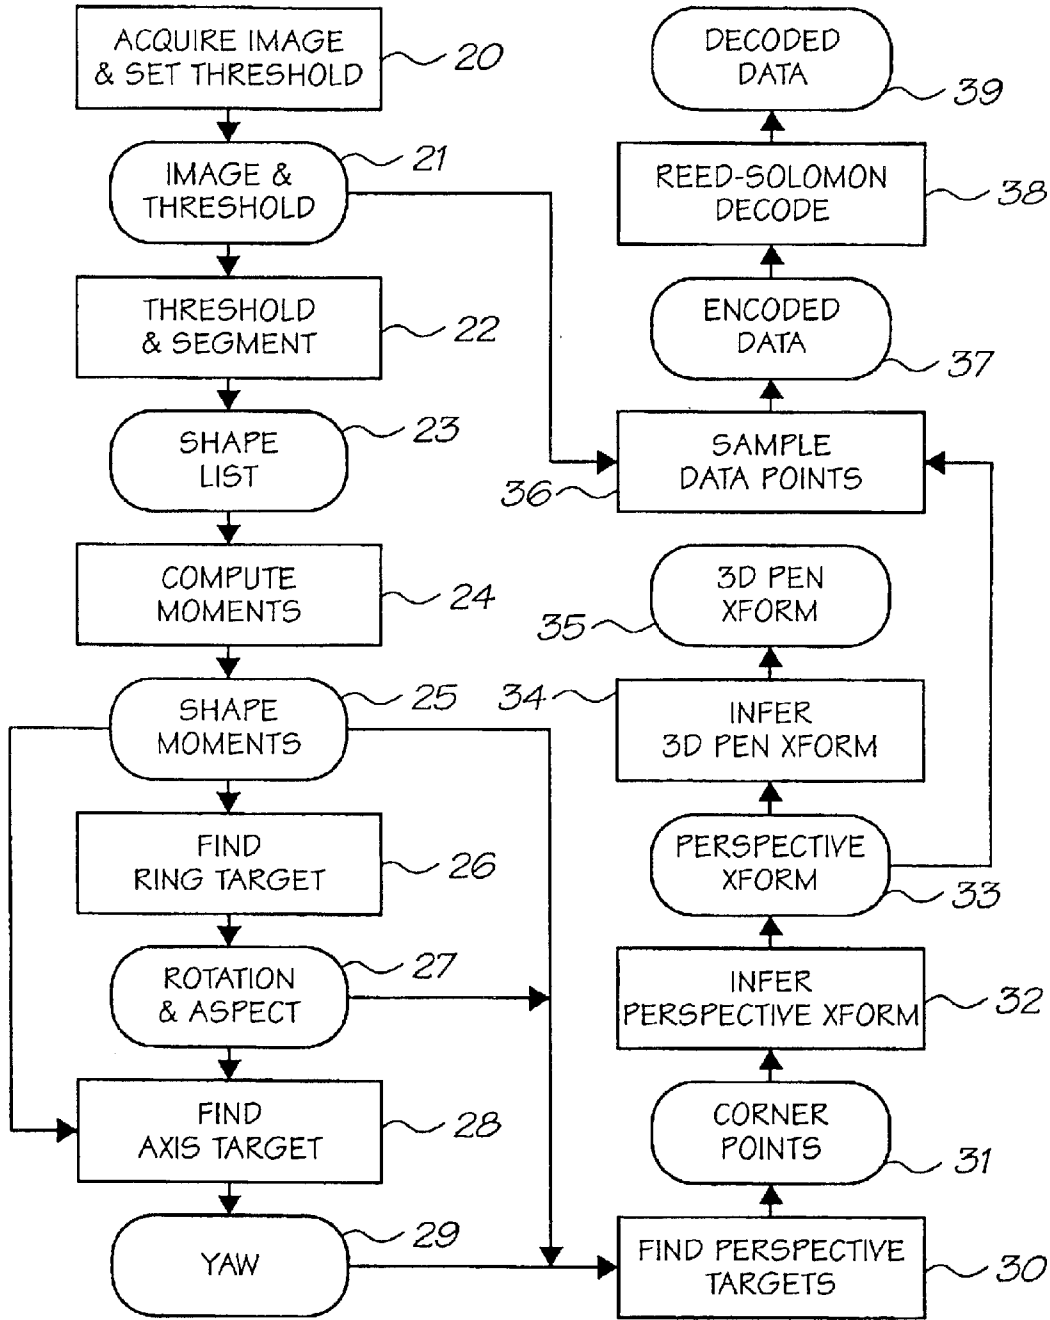 ACQUIRE IMAGE
& SET THRESHOLD
20
IMAGE &
THRESHOLD
21
THRESHOLD
& SEGMENT
22
SHAPE
LIST
23
COMPUTE
MOMENTS
24
SHAPE
MOMENTS
25
FIND
RING TARGET
26
ROTATION
& ASPECT
27
FIND
AXIS TARGET
28
YAW
29
DECODED
DATA
39
REED-SOLOMON
DECODE
38
ENCODED
DATA
37
SAMPLE
DATA POINTS
36
3D PEN
XFORM
35
34
INFER
3D PEN XFORM
PERSPECTIVE
XFORM
33
INFER
PERSPECTIVE XFORM
32
CORNER
POINTS
31
FIND PERSPECTIVE
TARGETS
30